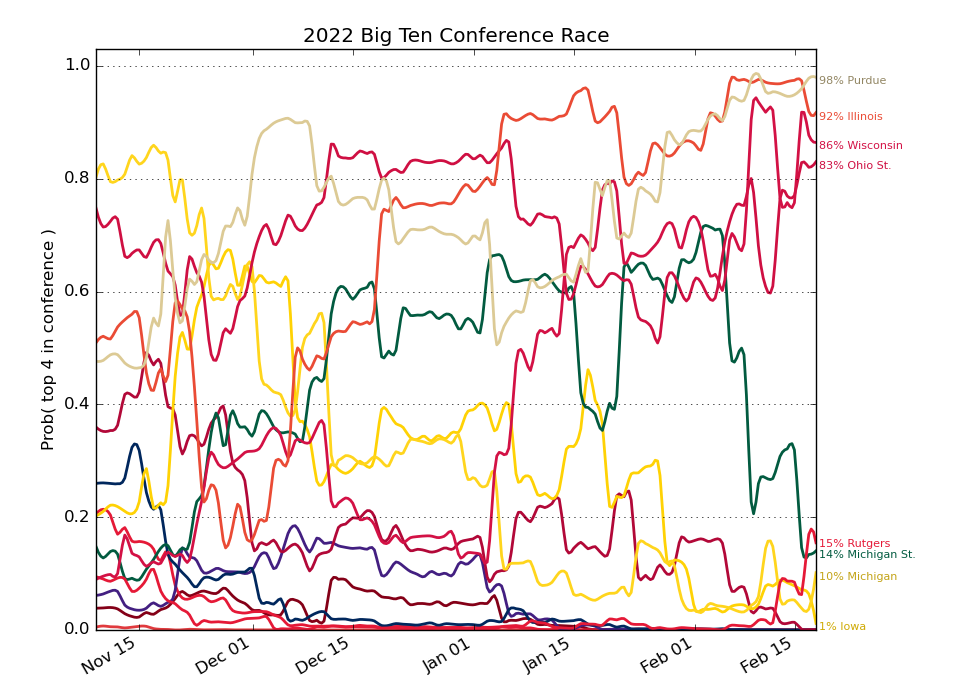 2022 Big Ten Conference Race
Prob( top 4 in conference )
1.0
0.8
0.6
0.4
0.2
0.0
Nov 15
Dec 01
Dec 15
Jan 01
Jan 15
Feb 01
Feb 15
98% Purdue
92% Illinois
86% Wisconsin
83% Ohio St.
15% Rutgers
14% Michigan St.
10% Michigan
1% Iowa